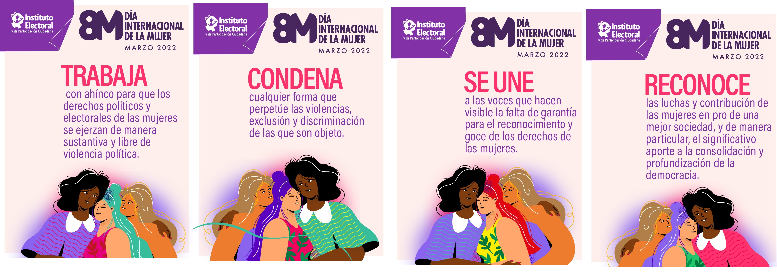 Instituto
Electoral
8M DÍA
INTERNACIONAL
DE LA MUJER
MARZO 2022
TRABAJA
con ahínco para que los
derechos políticos y
electorales de las mujeres
se ejerzan de manera
sustantiva y libre de
violencia política.
Instituto
Electoral
8M DÍA
INTERNACIONAL
DE LA MUJER
MARZO 2022
CONDENA
cualquier forma que
perpetúe las violencias,
exclusión y discriminación
de las que son objeto.
Instituto
Electoral
8M DÍA
INTERNACIONAL
DE LA MUJER
MARZO 2022
SE UNE
a las voces que hacen
visible la falta de garantía
para el reconocimiento y
goce de los derechos de
las mujeres.
Instituto
Electoral
8M DÍA
INTERNACIONAL
DE LA MUJER
MARZO 2022
RECONOCE
las luchas y contribución de
las mujeres en pro de una
mejor sociedad, y de manera
particular, el significativo
aporte a la consolidación y
profundización de la
democracia.